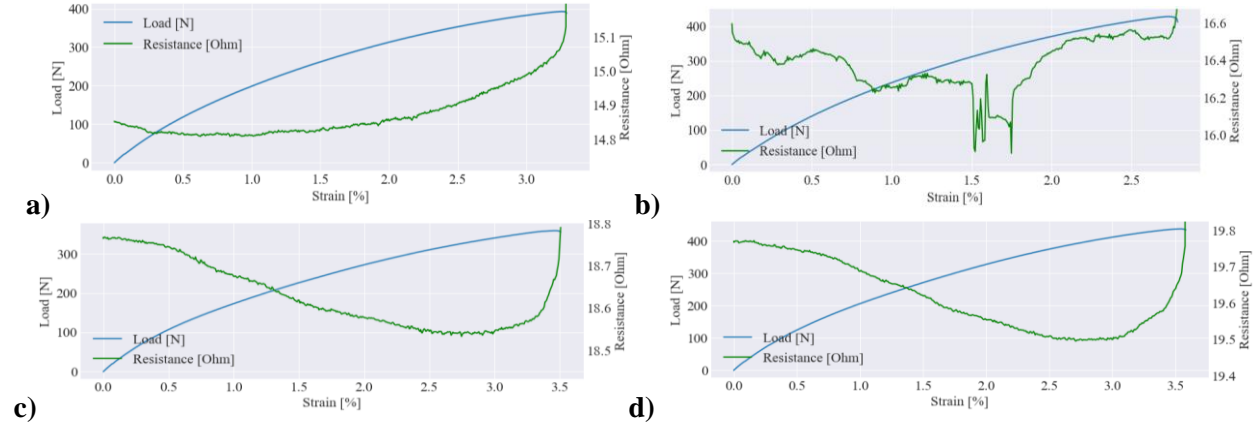 400
300
200
100
0
Load [N]
Load [N]
Resistance [Ohm]
15.1
15.0
14.9
14.8
Resistance [Ohm]
0.0 0.5 1.0 1.5 2.0 2.5 3.0
Strain [%]
a)
400
300
200
100
0
Load [N]
Load [N]
Resistance [Ohm]
16.6
16.4
16.2
16.0
Resistance [Ohm]
0.0 0.5 1.0 1.5 2.0 2.5
Strain [%]
b)
300
200
100
0
Load [N]
Load [N]
Resistance [Ohm]
18.8
18.7
18.6
18.5
Resistance [Ohm]
0.0 0.5 1.0 1.5 2.0 2.5 3.0 3.5
Strain [%]
c)
400
300
200
100
0
Load [N]
Load [N]
Resistance [Ohm]
19.8
19.7
19.6
19.5
19.4
Resistance [Ohm]
0.0 0.5 1.0 1.5 2.0 2.5 3.0 3.5
Strain [%]
d)